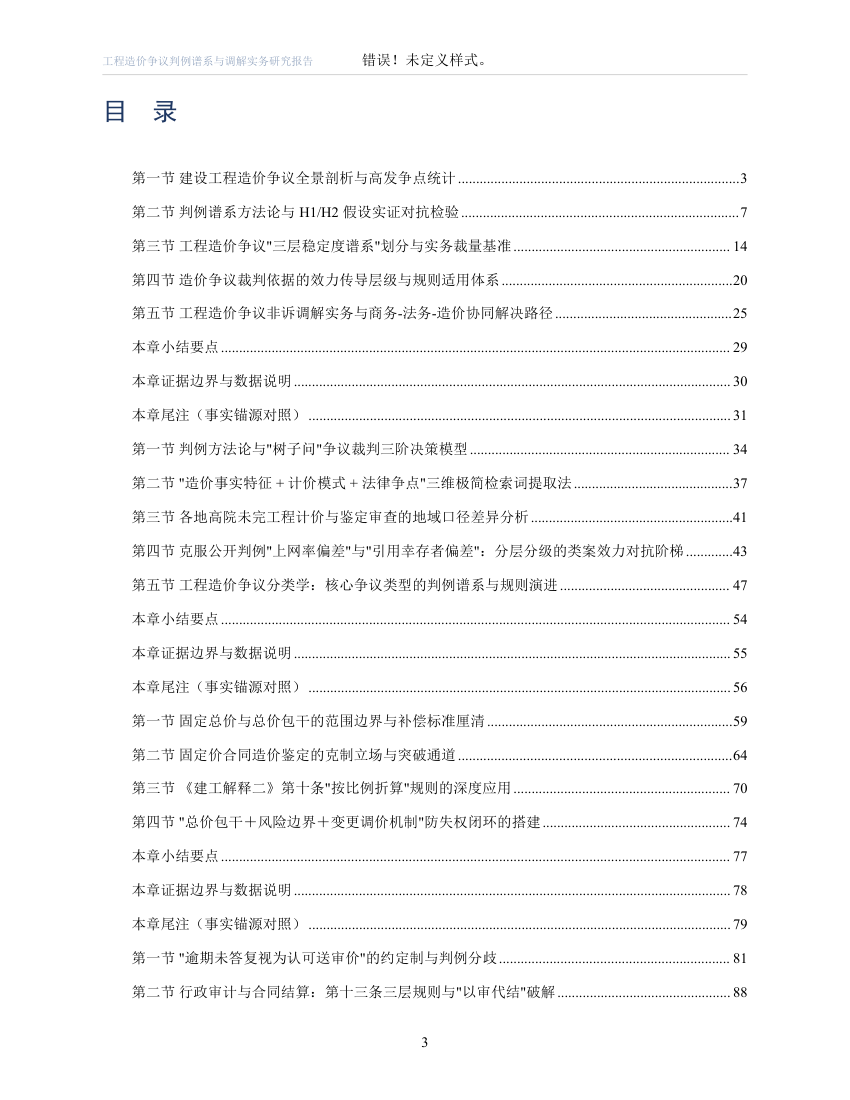 工程造价争议判例谱系与调解实务研究报告 错误！未定义样式。
目 录
第一节 建设工程造价争议全景剖析与高发争点统计 3
第二节 判例谱系方法论与 H1/H2 假设实证对抗检验 7
第三节 工程造价争议"三层稳定度谱系"划分与实务裁量基准 14
第四节 造价争议裁判依据的效力传导层级与规则适用体系 20
第五节 工程造价争议非诉调解实务与商务-法务-造价协同解决路径 25
本章小结要点 29
本章证据边界与数据说明 30
本章尾注（事实锚源对照） 31
第一节 判例方法论与"树子问"争议裁判三阶决策模型 34
第二节 "造价事实特征 + 计价模式 + 法律争点"三维极简检索词提取法 37
第三节 各地高院未完工程计价与鉴定审查的地域口径差异分析 41
第四节 克服公开判例"上网率偏差"与"引用幸存者偏差"：分层分级的类案效力对抗阶梯 43
第五节 工程造价争议分类学：核心争议类型的判例谱系与规则演进 47
本章小结要点 54
本章证据边界与数据说明 55
本章尾注（事实锚源对照） 56
第一节 固定总价与总价包干的范围边界与补偿标准厘清 59
第二节 固定价合同造价鉴定的克制立场与突破通道 64
第三节 《建工解释二》第十条"按比例折算"规则的深度应用 70
第四节 "总价包干＋风险边界＋变更调价机制"防失权闭环的搭建 74
本章小结要点 77
本章证据边界与数据说明 78
本章尾注（事实锚源对照） 79
第一节 "逾期未答复视为认可送审价"的约定制与判例分歧 81
第二节 行政审计与合同结算：第十三条三层规则与"以审代结"破解 88
3